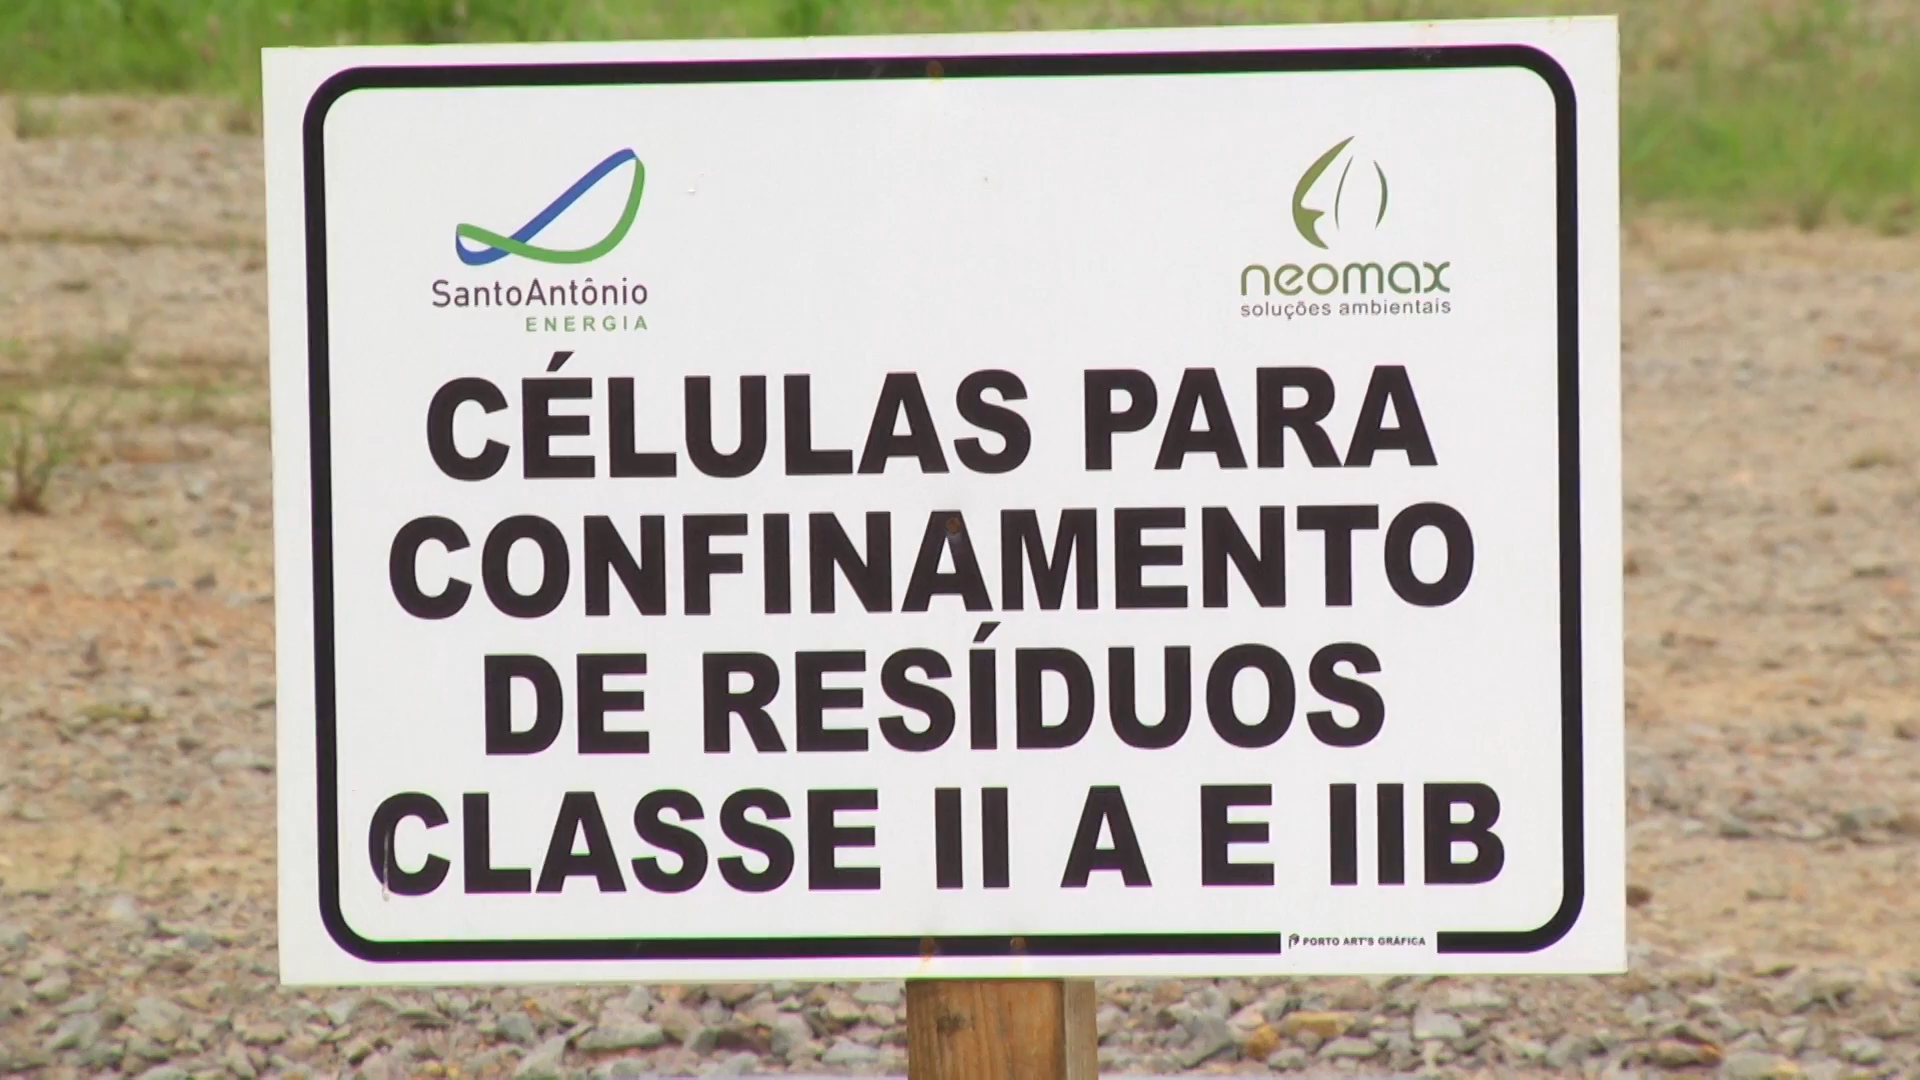 SantoAntônio
ENERGIA
neomax
soluções ambientais
CÉLULAS PARA
CONFINAMENTO
DE RESÍDUOS
CLASSE II A E IIB
PORTO ART'S GRÁFICA